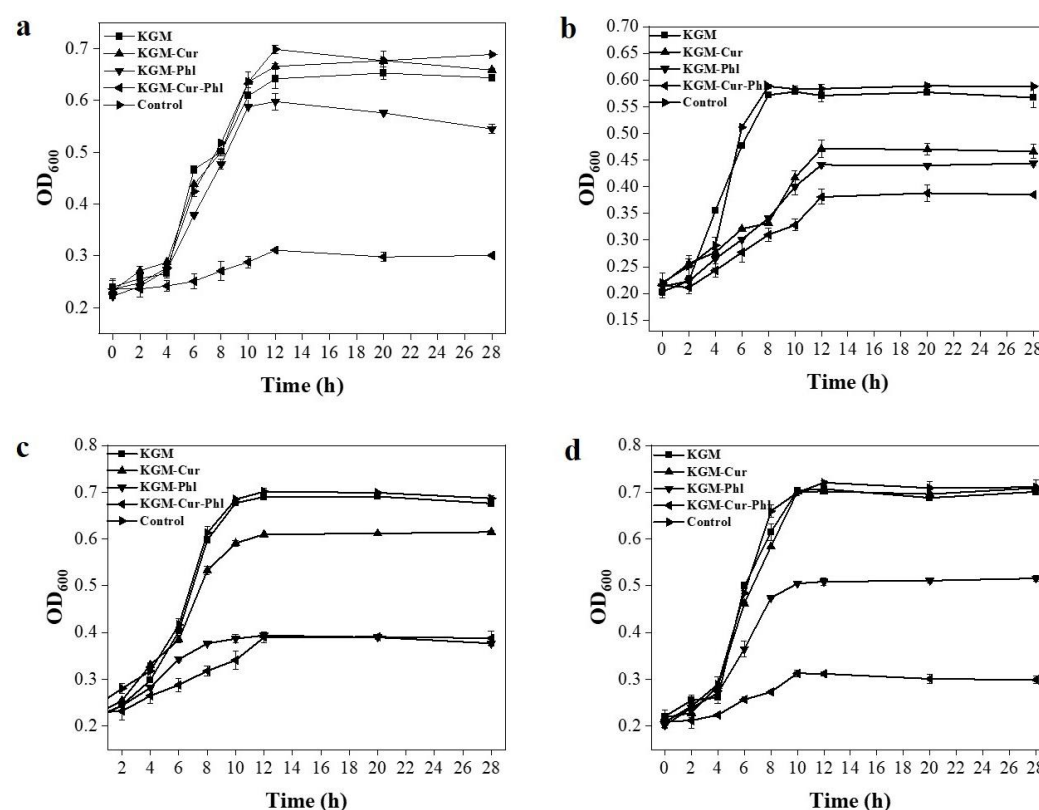 a
KGM
KGM-Cur
KGM-Phl
KGM-Cur-Phl
Control
0.7
0.6
0.5
0.4
0.3
0.2
OD600
0 2 4 6 8 10 12 14 16 18 20 22 24 26 28
Time (h)
b
KGM
KGM-Cur
KGM-Phl
KGM-Cur-Phl
Control
0.70
0.65
0.60
0.55
0.50
0.45
0.40
0.35
0.30
0.25
0.20
0.15
OD600
0 2 4 6 8 10 12 14 16 18 20 22 24 26 28
Time (h)
c
KGM
KGM-Cur
KGM-Phl
KGM-Cur-Phl
Control
0.8
0.7
0.6
0.5
0.4
0.3
0.2
OD600
2 4 6 8 10 12 14 16 18 20 22 24 26 28
Time (h)
d
KGM
KGM-Cur
KGM-Phl
KGM-Cur-Phl
Control
0.8
0.7
0.6
0.5
0.4
0.3
0.2
OD600
0 2 4 6 8 10 12 14 16 18 20 22 24 26 28
Time (h)